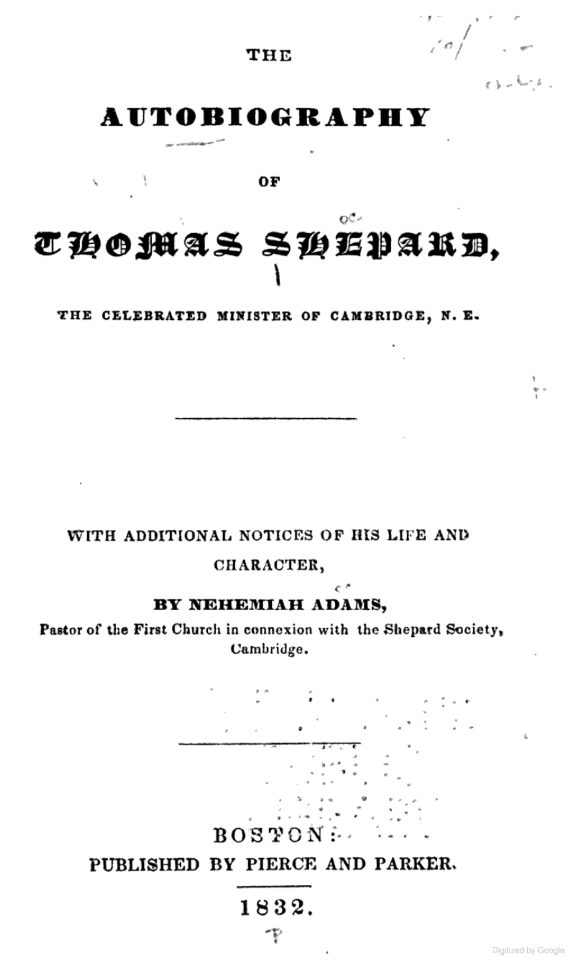 THE
AUTOBIOGRAPHY
OF
THOMAS SHEPARD,
THE CELEBRATED MINISTER OF CAMBRIDGE, N. E.
WITH ADDITIONAL NOTICES OF HIS LIFE AND
CHARACTER,
BY NEHEMIAH ADAMS,
Pastor of the First Church in connexion with the Shepard Society,
Cambridge.
BOSTON:
PUBLISHED BY PIERCE AND PARKER.
1832.
Digitized by Google